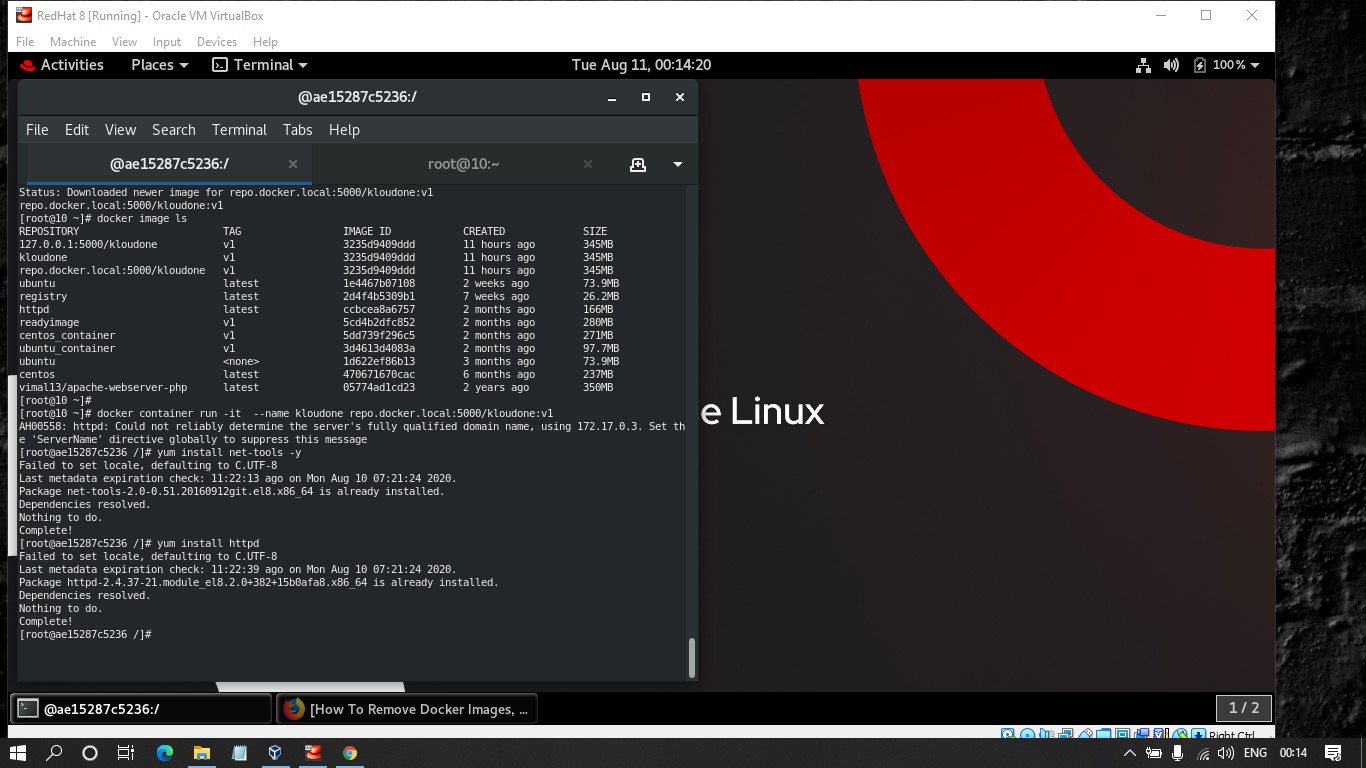 RedHat 8 [Running] - Oracle VM VirtualBox
File Machine View Input Devices Help
Activities Places Terminal Tue Aug 11, 00:14:20 100%
@ae15287c5236:/
File Edit View Search Terminal Tabs Help
@ae15287c5236:/ root@10:~
Status: Downloaded newer image for repo.docker.local:5000/kloudone:v1
repo.docker.local:5000/kloudone:v1
[root@10 ~]# docker image ls
REPOSITORY TAG IMAGE ID CREATED SIZE
127.0.0.1:5000/kloudone v1 3235d9409ddd 11 hours ago 345MB
kloudone v1 3235d9409ddd 11 hours ago 345MB
repo.docker.local:5000/kloudone v1 3235d9409ddd 11 hours ago 345MB
ubuntu latest 1e4467b07108 2 weeks ago 73.9MB
registry latest 2d4f4b5309b1 7 weeks ago 26.2MB
httpd latest ccbcea8a6757 2 months ago 166MB
readyimage v1 5cd4b2dfc852 2 months ago 280MB
centos_container v1 5dd739f296c5 2 months ago 271MB
ubuntu_container v1 3d4613d4083a 2 months ago 97.7MB
ubuntu <none> 1d622ef86b13 3 months ago 73.9MB
centos latest 470671670cac 6 months ago 237MB
vimal13/apache-webserver-php latest 05774ad1cd23 2 years ago 350MB
[root@10 ~]#
[root@10 ~]# docker container run -it  --name kloudone repo.docker.local:5000/kloudone:v1
AH00558: httpd: Could not reliably determine the server's fully qualified domain name, using 172.17.0.3. Set th
e 'ServerName' directive globally to suppress this message
[root@ae15287c5236 /]# yum install net-tools -y
Failed to set locale, defaulting to C.UTF-8
Last metadata expiration check: 11:22:13 ago on Mon Aug 10 07:21:24 2020.
Package net-tools-2.0-0.51.20160912git.el8.x86_64 is already installed.
Dependencies resolved.
Nothing to do.
Complete!
[root@ae15287c5236 /]# yum install httpd
Failed to set locale, defaulting to C.UTF-8
Last metadata expiration check: 11:22:39 ago on Mon Aug 10 07:21:24 2020.
Package httpd-2.4.37-21.module_el8.2.0+382+15b0afa8.x86_64 is already installed.
Dependencies resolved.
Nothing to do.
Complete!
[root@ae15287c5236 /]#
e Linux
@ae15287c5236:/ [How To Remove Docker Images, ... 1 / 2
Right Ctrl
ENG 00:14